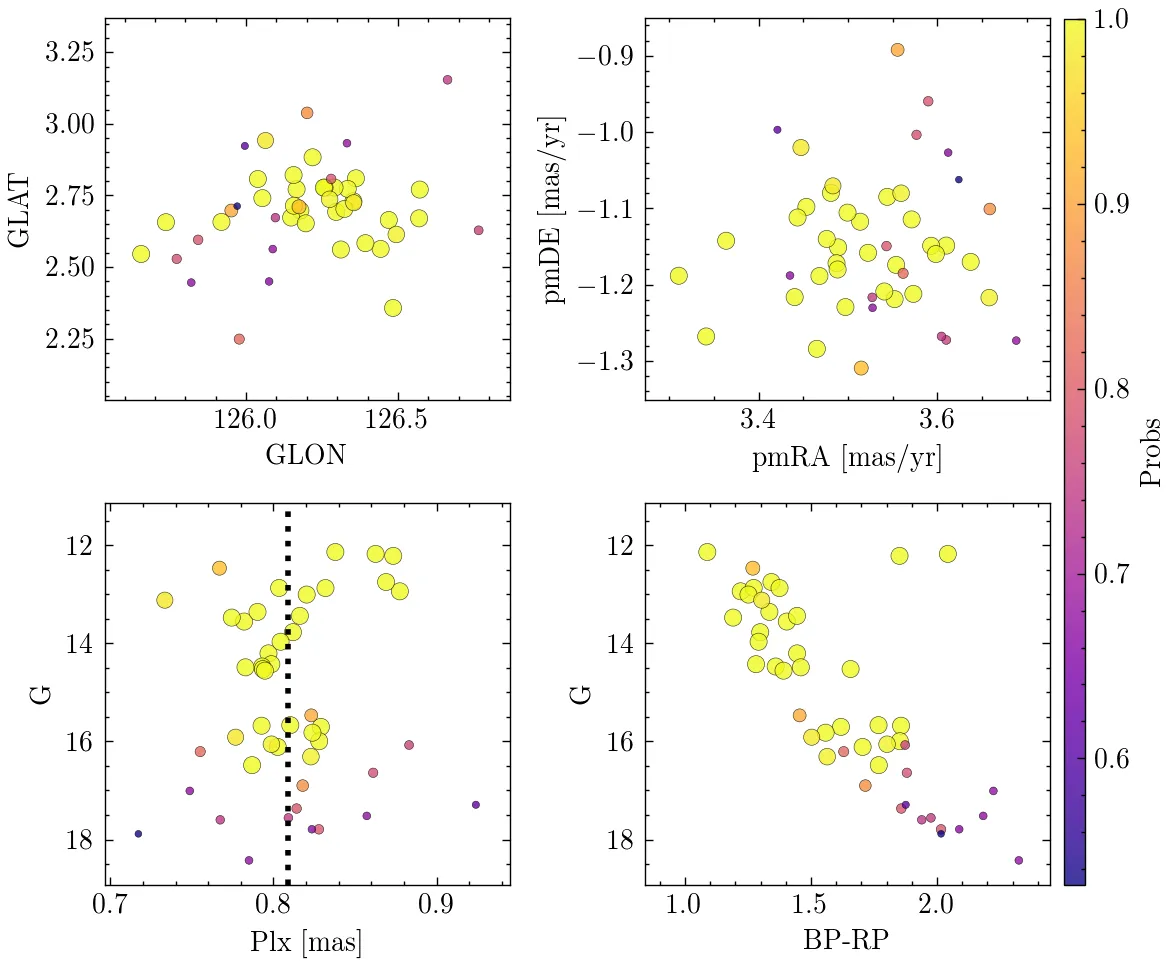 3.25
3.00
2.75
2.50
2.25
GLAT
126.0 126.5
GLON
−0.9
−1.0
−1.1
−1.2
−1.3
pmDE [mas/yr]
3.4 3.6
pmRA [mas/yr]
1.0
0.9
0.8
0.7
0.6
Probs
12
14
16
18
G
0.7 0.8 0.9
Plx [mas]
12
14
16
18
G
1.0 1.5 2.0
BP-RP